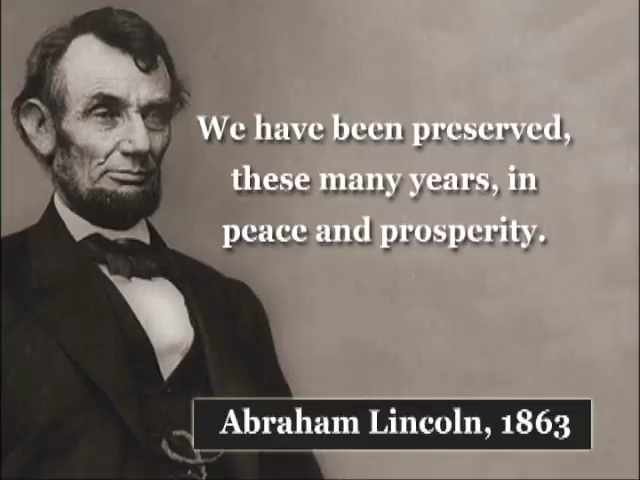 We have been preserved,
these many years, in
peace and prosperity.
Abraham Lincoln, 1863